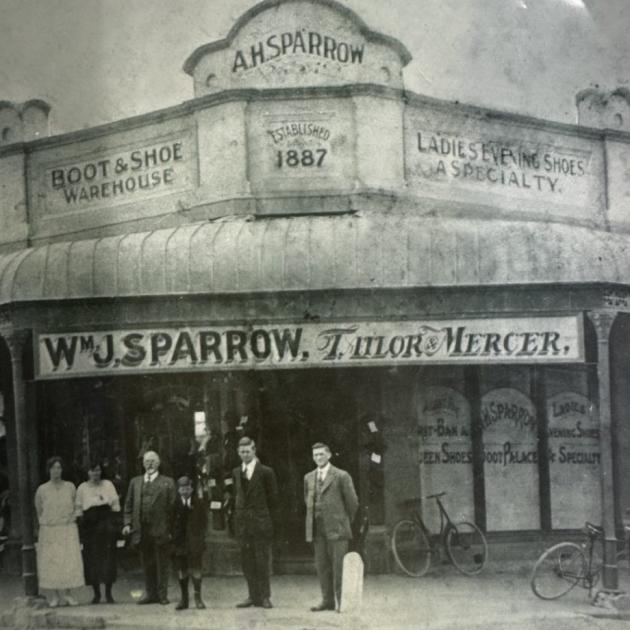 A.H. SPARROW
BOOT & SHOE
WAREHOUSE
ESTABLISHED
1887
LADIES EVENING SHOES
A SPECIALTY.
WM J. SPARROW. TAILOR & MERCER.
A.H. SPARROW
BOOT PALACE
LADIES
EVENING SHOES
A SPECIALTY